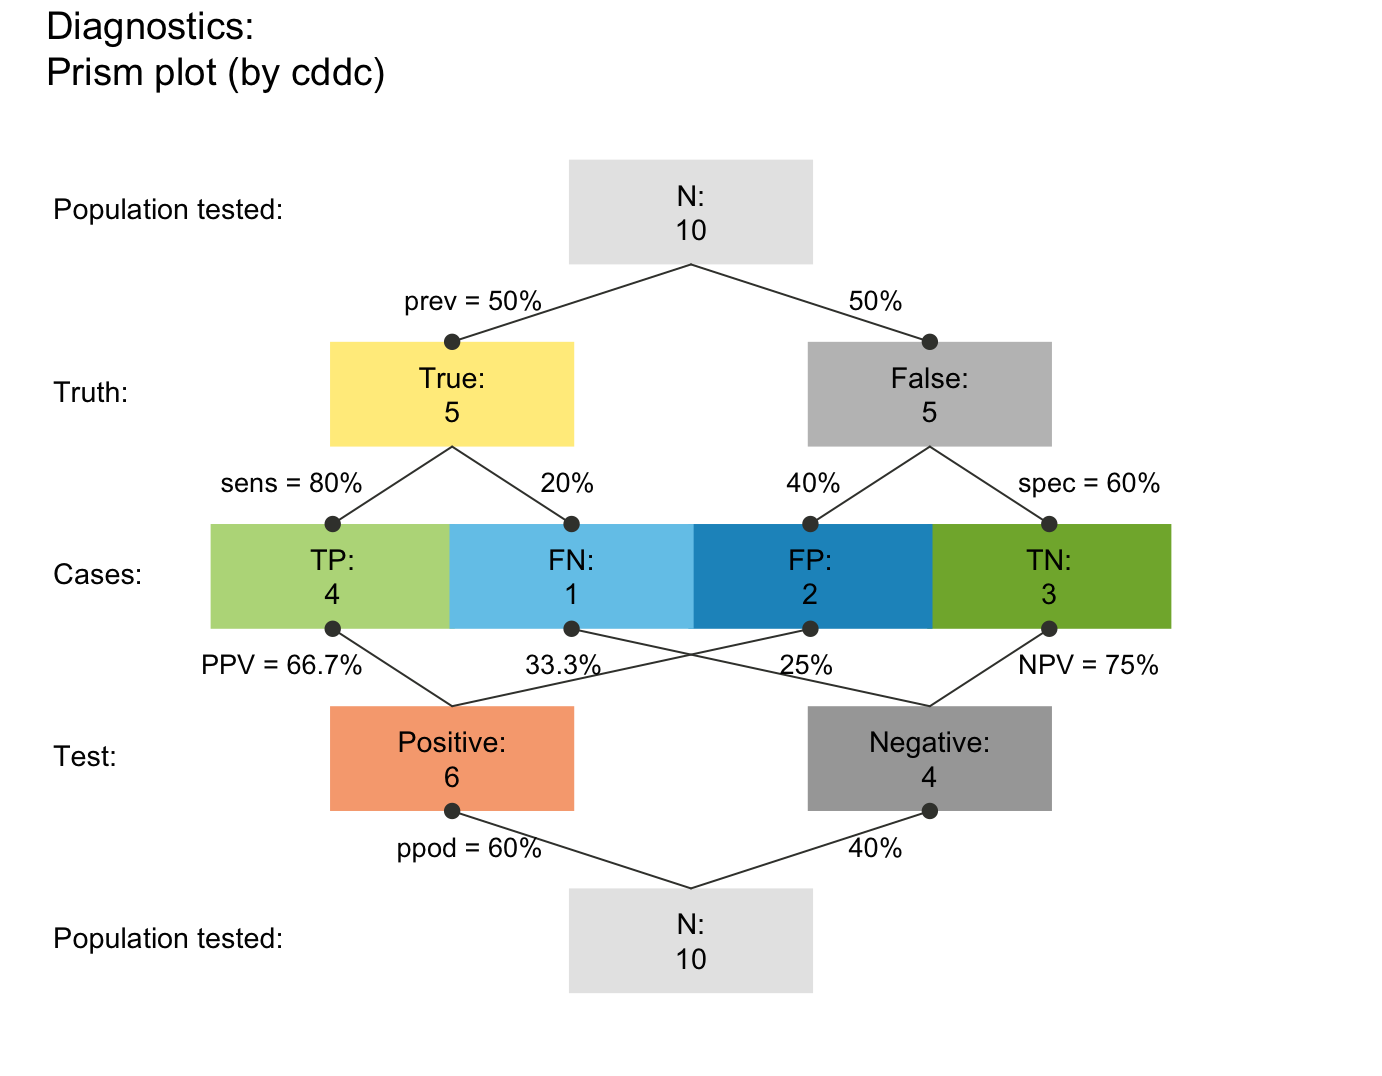 Diagnostics:
Prism plot (by cddc)
Population tested:
N:
10
prev = 50%
50%
Truth:
True:
5
False:
5
sens = 80%
20%
40%
spec = 60%
Cases:
TP:
4
FN:
1
FP:
2
TN:
3
PPV = 66.7%
33.3%
25%
NPV = 75%
Test:
Positive:
6
Negative:
4
ppod = 60%
40%
Population tested:
N:
10